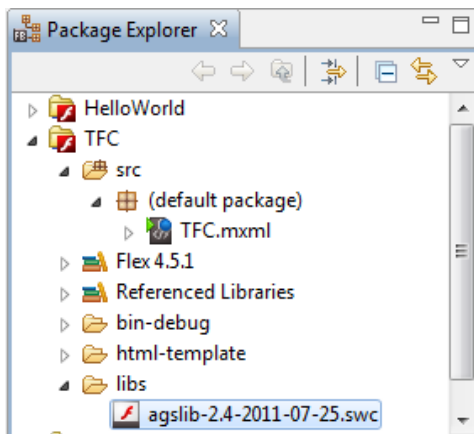 Package Explorer
HelloWorld
TFC
src
(default package)
TFC.mxml
Flex 4.5.1
Referenced Libraries
bin-debug
html-template
libs
agslib-2.4-2011-07-25.swc